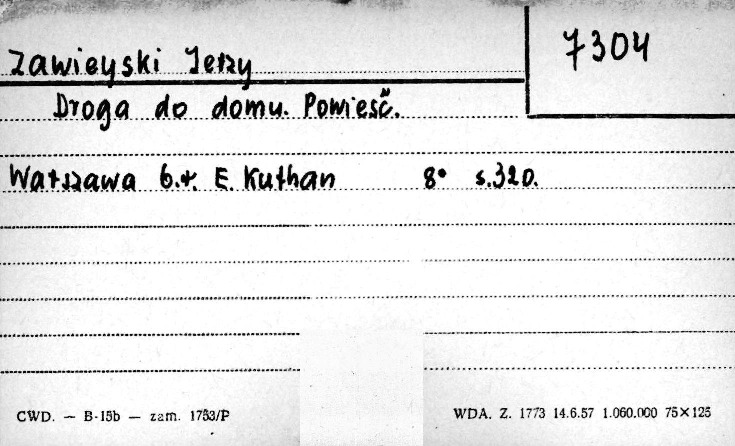 7304
Zawieyski Jerzy
Droga do domu. Powieść.
Warszawa b.r. E. Kuthan 8° s.320.
CWD. — B-15b — zam. 1753/P
WDA. Z. 1773 14.6.57 1.060.000 75×125